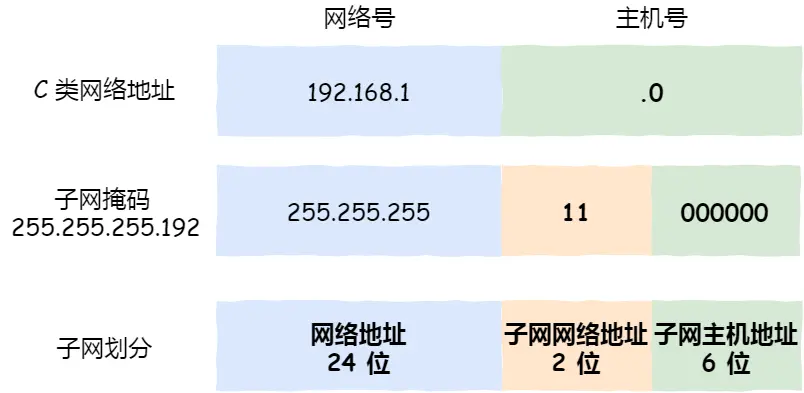 网络号 主机号
C 类网络地址 192.168.1 .0
子网掩码
255.255.255.192 255.255.255 11 000000
子网划分 网络地址 子网网络地址 子网主机地址
24 位 2 位 6 位